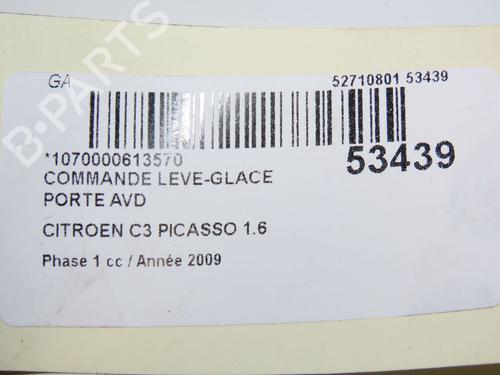 GA
52710801 53439
*1070000613570
53439
COMMANDE LEVE-GLACE
PORTE AVD
CITROEN C3 PICASSO 1.6
Phase 1 cc / Année 2009
B-PARTS